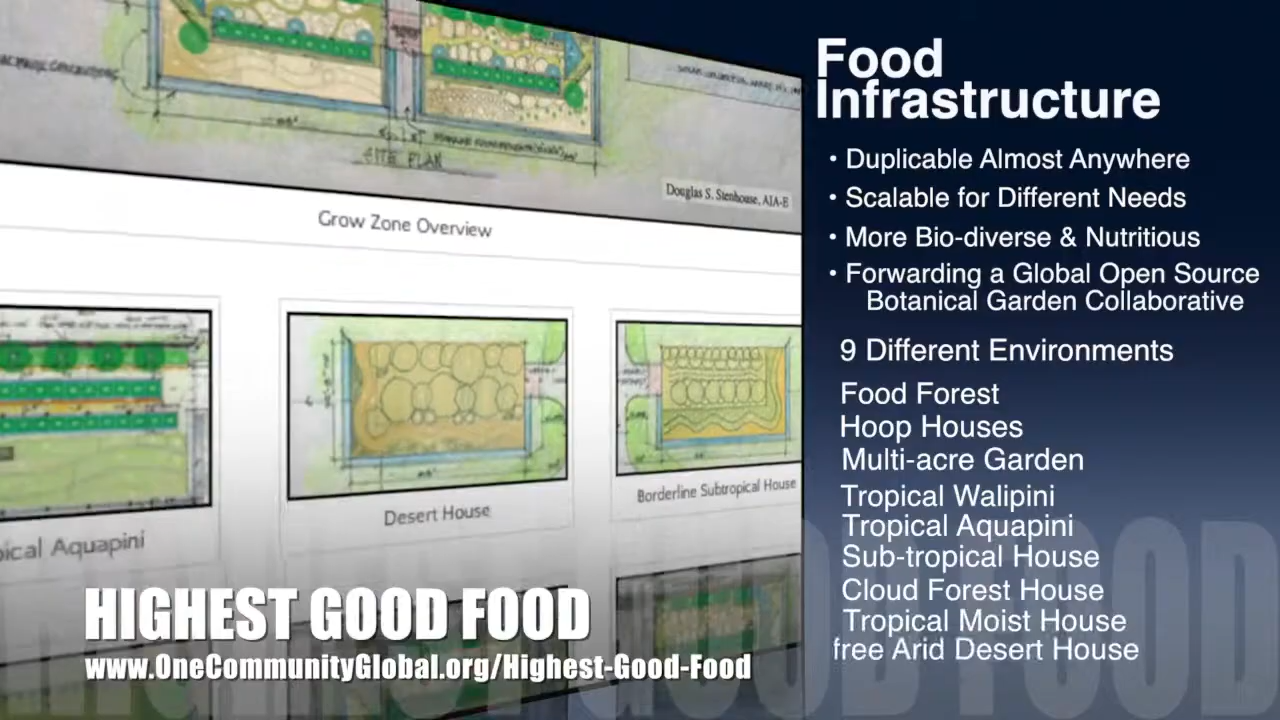 SITE PLAN
Douglas S. Stenhouse, AIA-E
Grow Zone Overview
pical Aquapini
Desert House
Borderline Subtropical House
HIGHEST GOOD FOOD
www.OneCommunityGlobal.org/Highest-Good-Food
Food
Infrastructure
• Duplicable Almost Anywhere
• Scalable for Different Needs
• More Bio-diverse & Nutritious
• Forwarding a Global Open Source
Botanical Garden Collaborative
9 Different Environments
Food Forest
Hoop Houses
Multi-acre Garden
Tropical Walipini
Tropical Aquapini
Sub-tropical House
Cloud Forest House
Tropical Moist House
free Arid Desert House